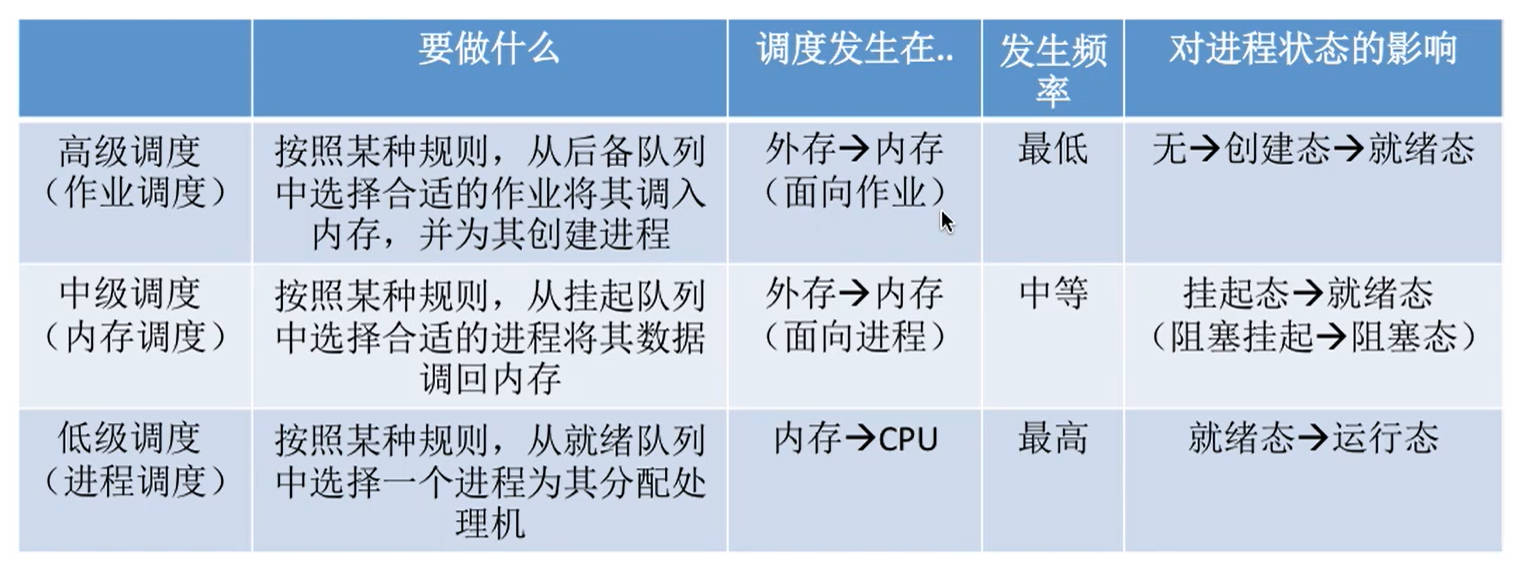 要做什么
调度发生在..
发生频
率
对进程状态的影响
高级调度
（作业调度）
按照某种规则，从后备队列
中选择合适的作业将其调入
内存，并为其创建进程
外存→内存
（面向作业）
最低
无→创建态→就绪态
中级调度
（内存调度）
按照某种规则，从挂起队列
中选择合适的进程将其数据
调回内存
外存→内存
（面向进程）
中等
挂起态→就绪态
（阻塞挂起→阻塞态）
低级调度
（进程调度）
按照某种规则，从就绪队列
中选择一个进程为其分配处
理机
内存→CPU
最高
就绪态→运行态